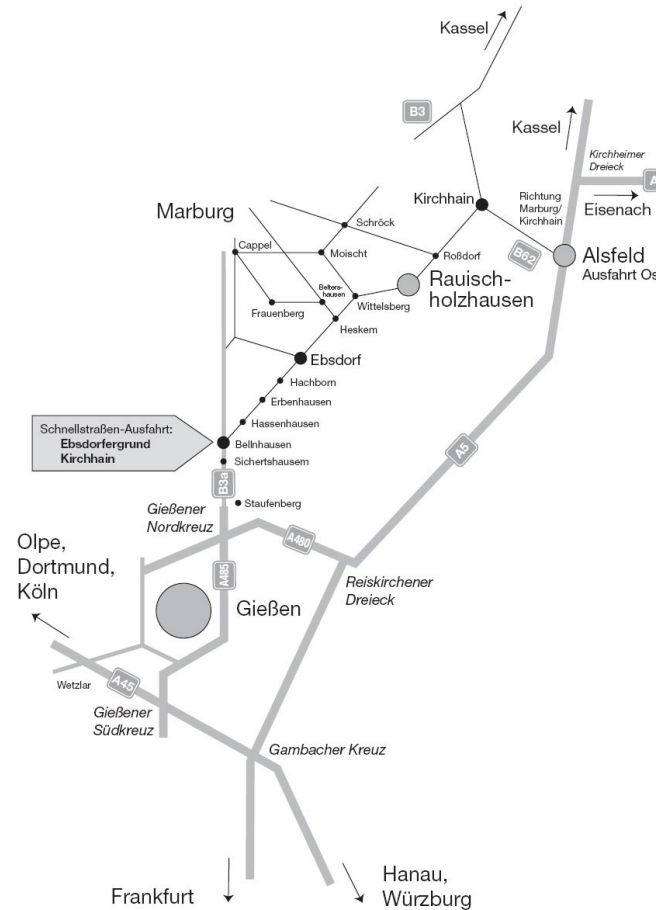 Kassel
B3
Kassel
Kirchheimer
Dreieck
A
Eisenach
Kirchhain
Richtung
Marburg/
Kirchhain
B62
Alsfeld
Ausfahrt Os
Marburg
Schröck
Cappel
Moischt
Roßdorf
Rauisch-
holzhausen
Belters-
hausen
Wittelsberg
Frauenberg
Heskem
Ebsdorf
Hachborn
Erbenhausen
Hassenhausen
Schnellstraßen-Ausfahrt:
Ebsdorfergrund
Kirchhain
Bellnhausen
Sichertshausem
A5
B3a
Staufenberg
Gießener
Nordkreuz
A480
Olpe,
Dortmund,
Köln
A485
Gießen
Reiskirchener
Dreieck
Wetzlar
A45
Gießener
Südkreuz
Gambacher Kreuz
Frankfurt
Hanau,
Würzburg